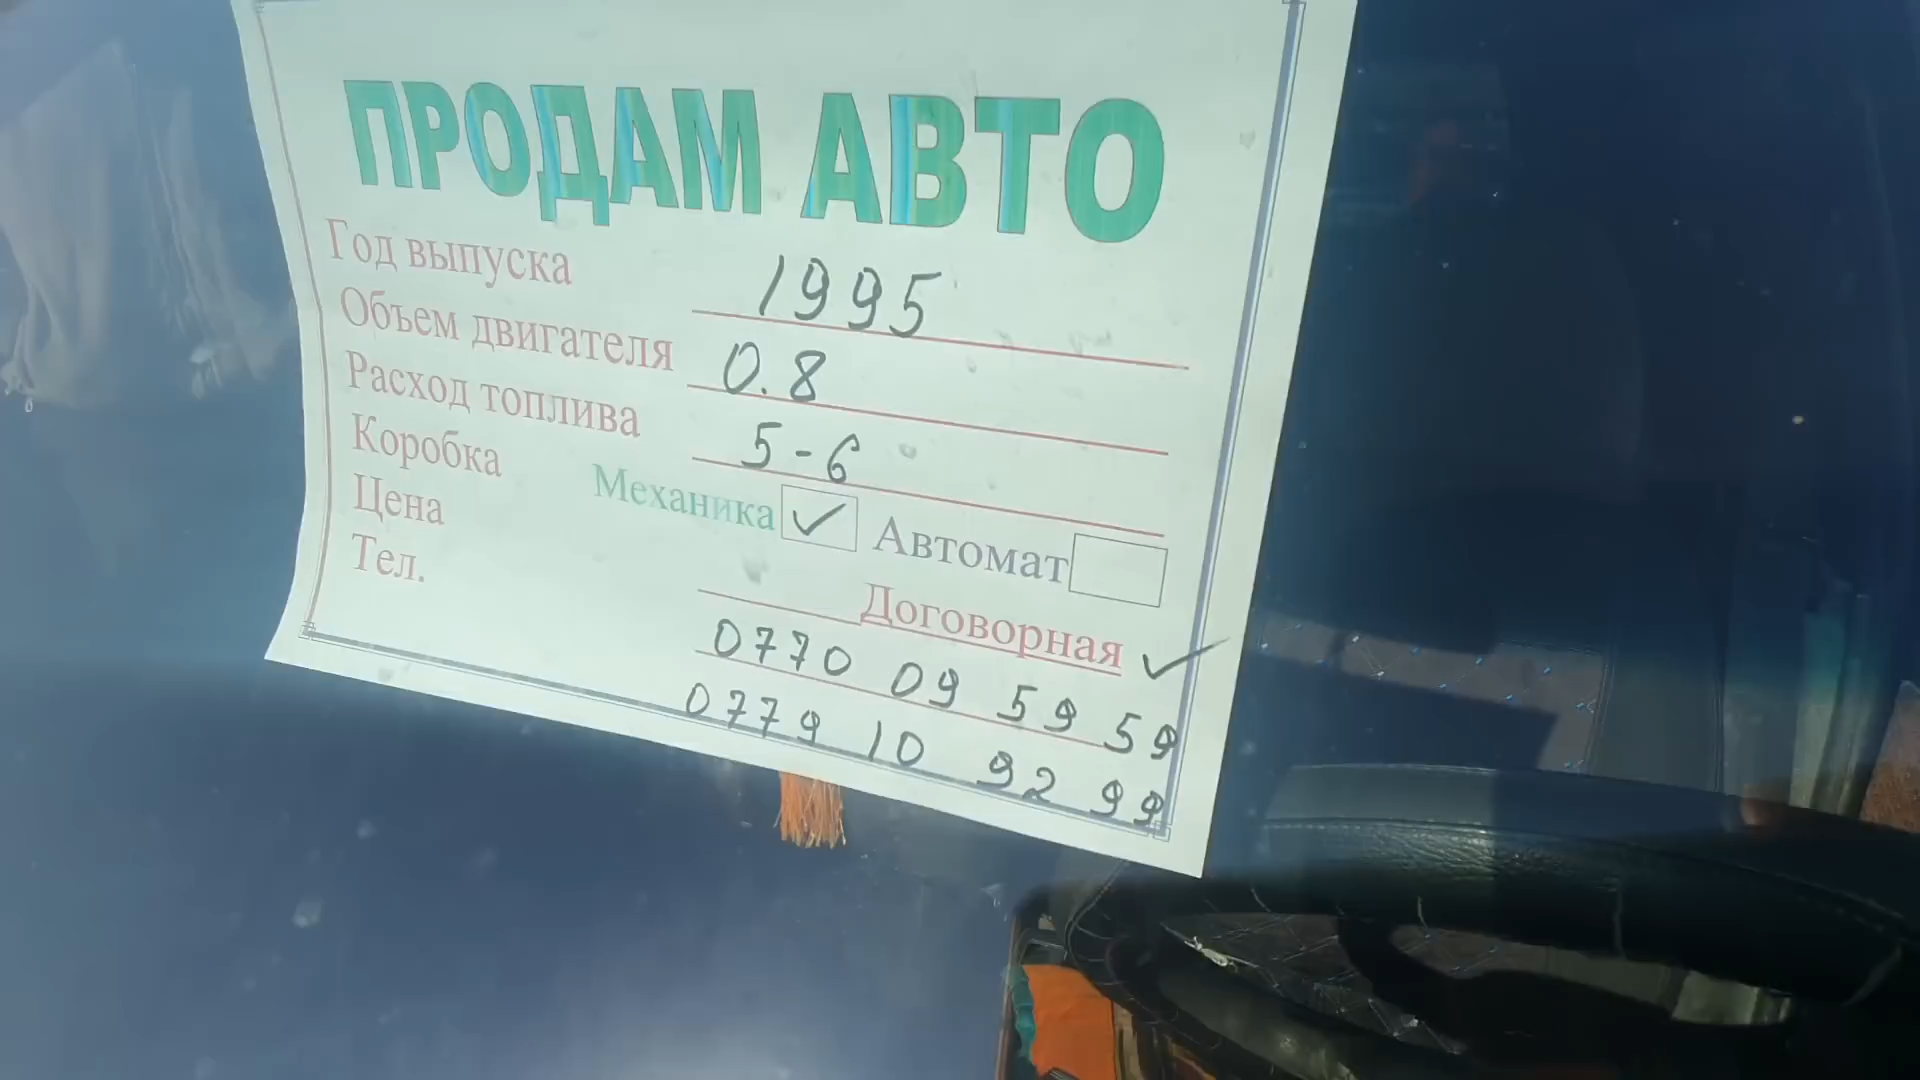 ПРОДАМ АВТО
Год выпуска 1995
Объем двигателя 0.8
Расход топлива 5-6
Коробка Механика ✓ Автомат
Цена Договорная ✓
Тел. 0770 09 59 59
0779 10 92 99